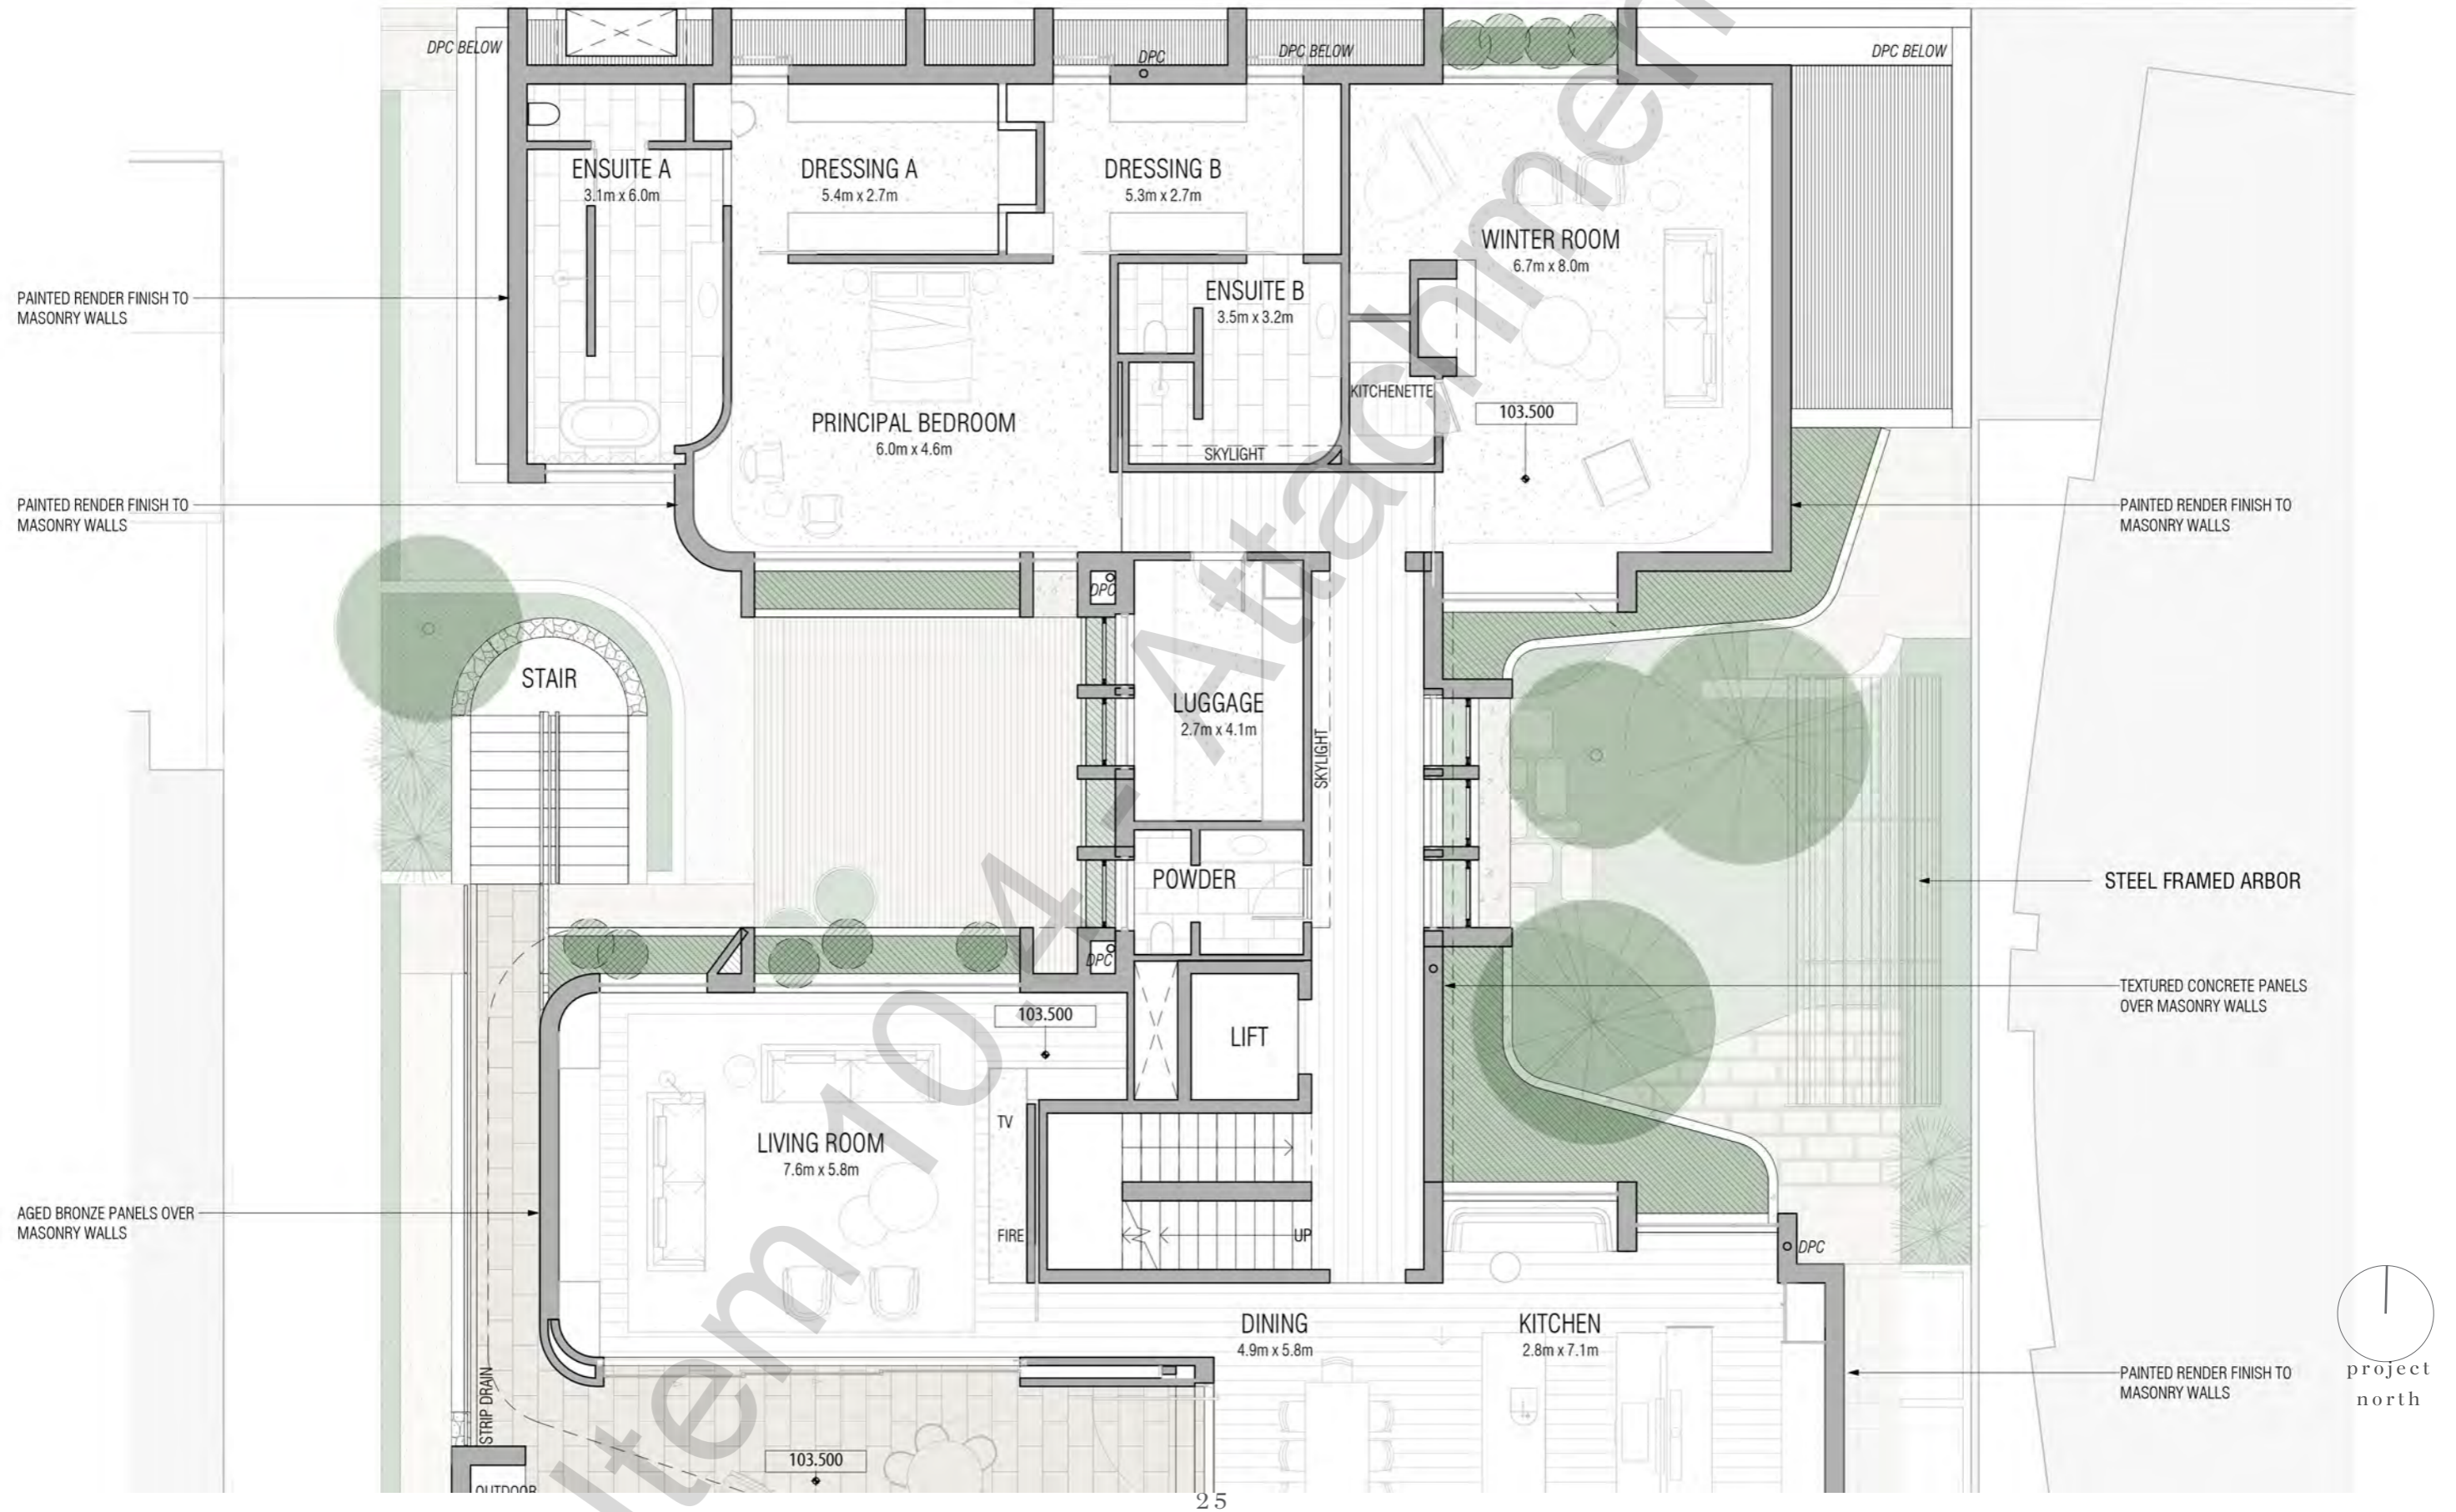 DPC BELOW
DPC
DPC BELOW
DPC BELOW
ENSUITE A
3.1m x 6.0m
DRESSING A
5.4m x 2.7m
DRESSING B
5.3m x 2.7m
WINTER ROOM
6.7m x 8.0m
PAINTED RENDER FINISH TO
MASONRY WALLS
ENSUITE B
3.5m x 3.2m
KITCHENETTE
103.500
PRINCIPAL BEDROOM
6.0m x 4.6m
SKYLIGHT
PAINTED RENDER FINISH TO
MASONRY WALLS
PAINTED RENDER FINISH TO
MASONRY WALLS
DPC
STAIR
LUGGAGE
2.7m x 4.1m
SKYLIGHT
POWDER
STEEL FRAMED ARBOR
DPC
TEXTURED CONCRETE PANELS
OVER MASONRY WALLS
103.500
LIFT
TV
LIVING ROOM
7.6m x 5.8m
AGED BRONZE PANELS OVER
MASONRY WALLS
FIRE
UP
DPC
DINING
4.9m x 5.8m
KITCHEN
2.8m x 7.1m
PAINTED RENDER FINISH TO
MASONRY WALLS
project
north
STRIP DRAIN
103.500
OUTDOOR
25
Item 10.4 - Attachment